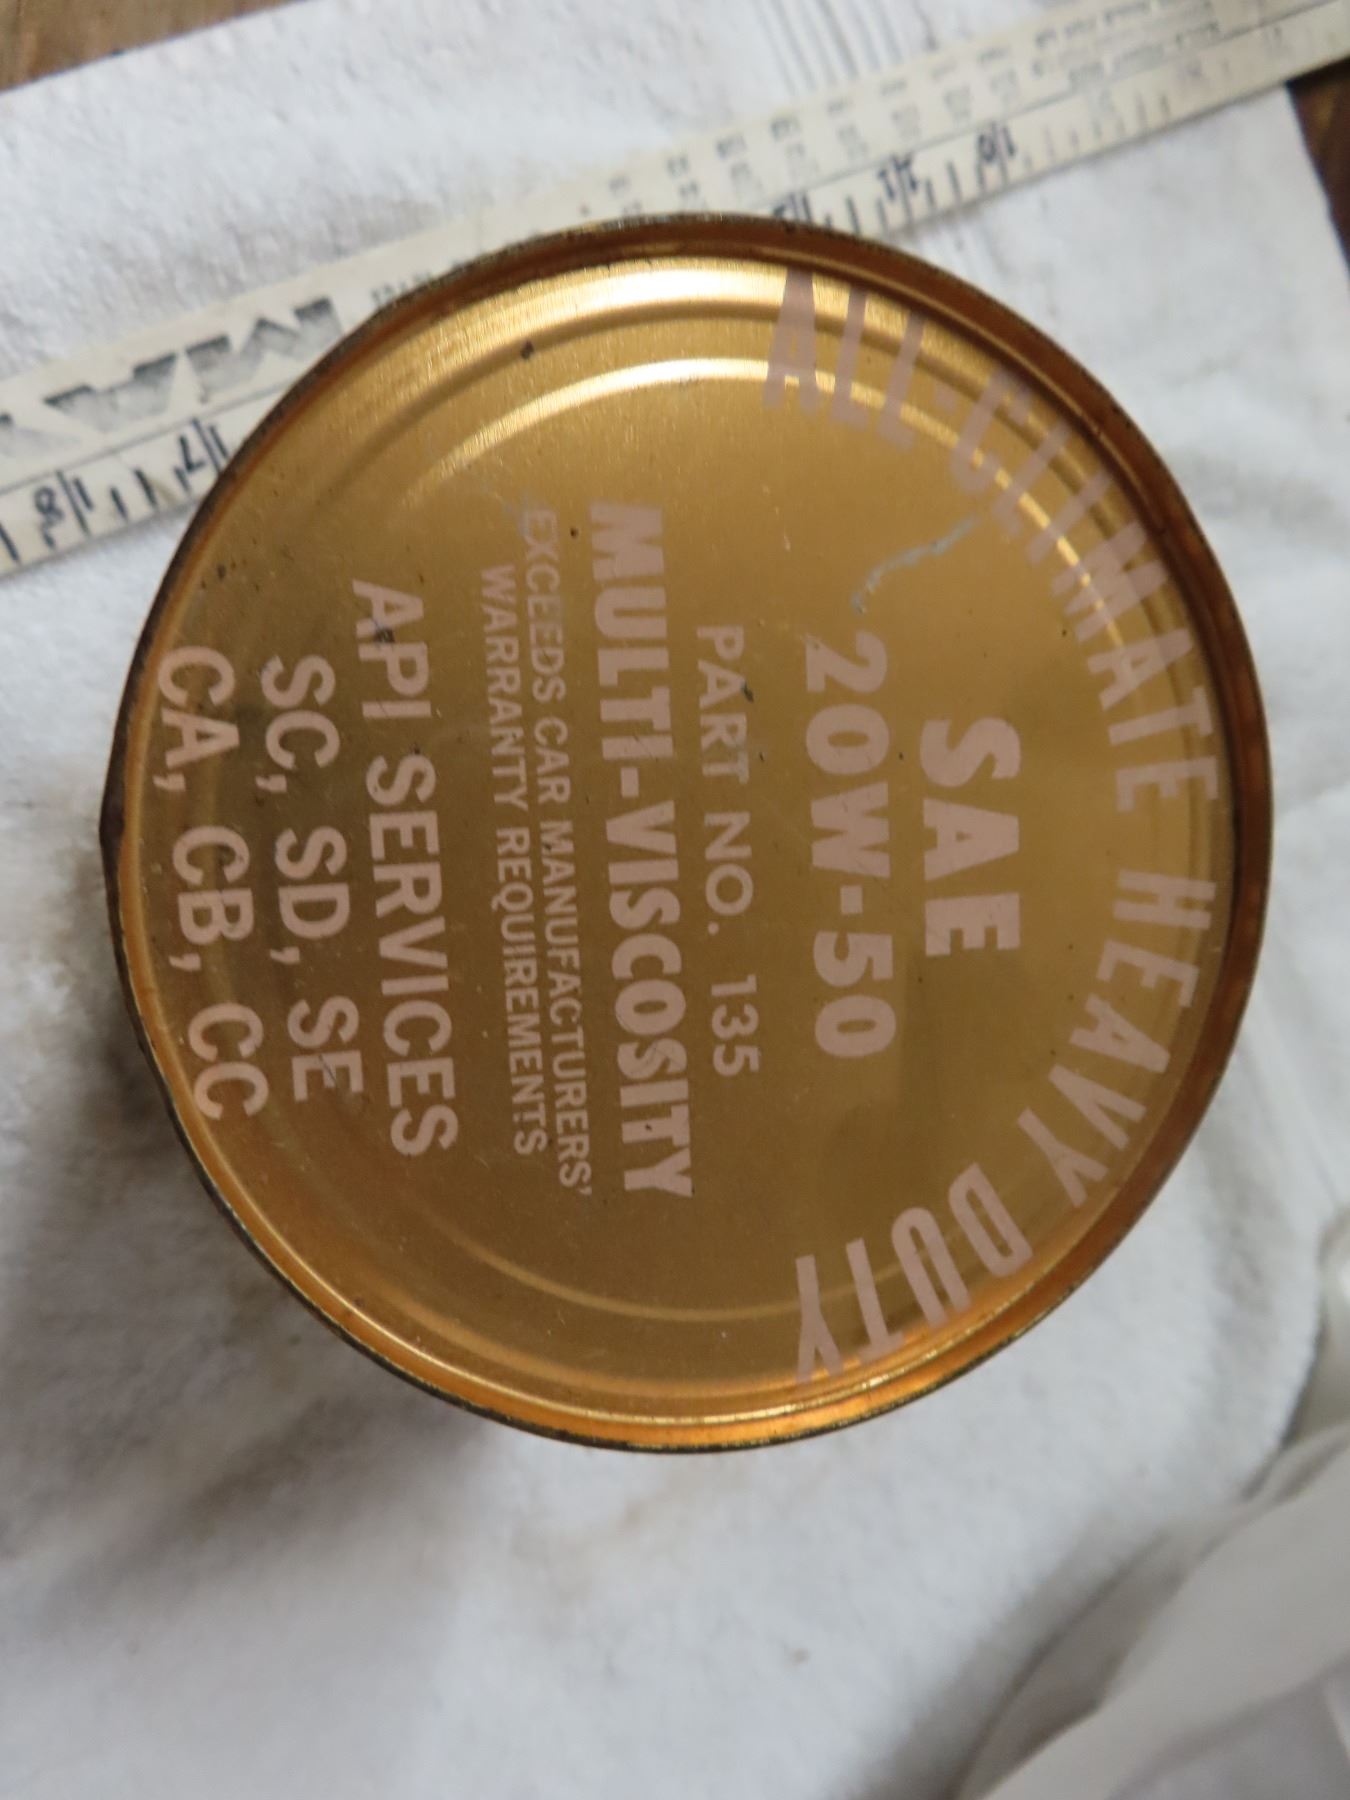 ALL-CLIMATE HEAVY DUTY
SAE
20W-50
PART NO. 135
MULTI-VISCOSITY
EXCEEDS CAR MANUFACTURERS'
WARRANTY REQUIREMENTS
API SERVICES
SC, SD, SE
CA, CB, CC